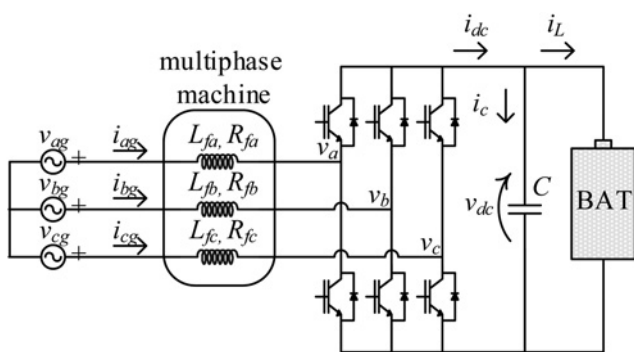 i_dc i_L
multiphase
machine
i_c
v_ag i_ag L_fa, R_fa v_a
v_bg i_bg L_fb, R_fb v_b
v_cg i_cg L_fc, R_fc v_c
v_dc C BAT
+
+
+